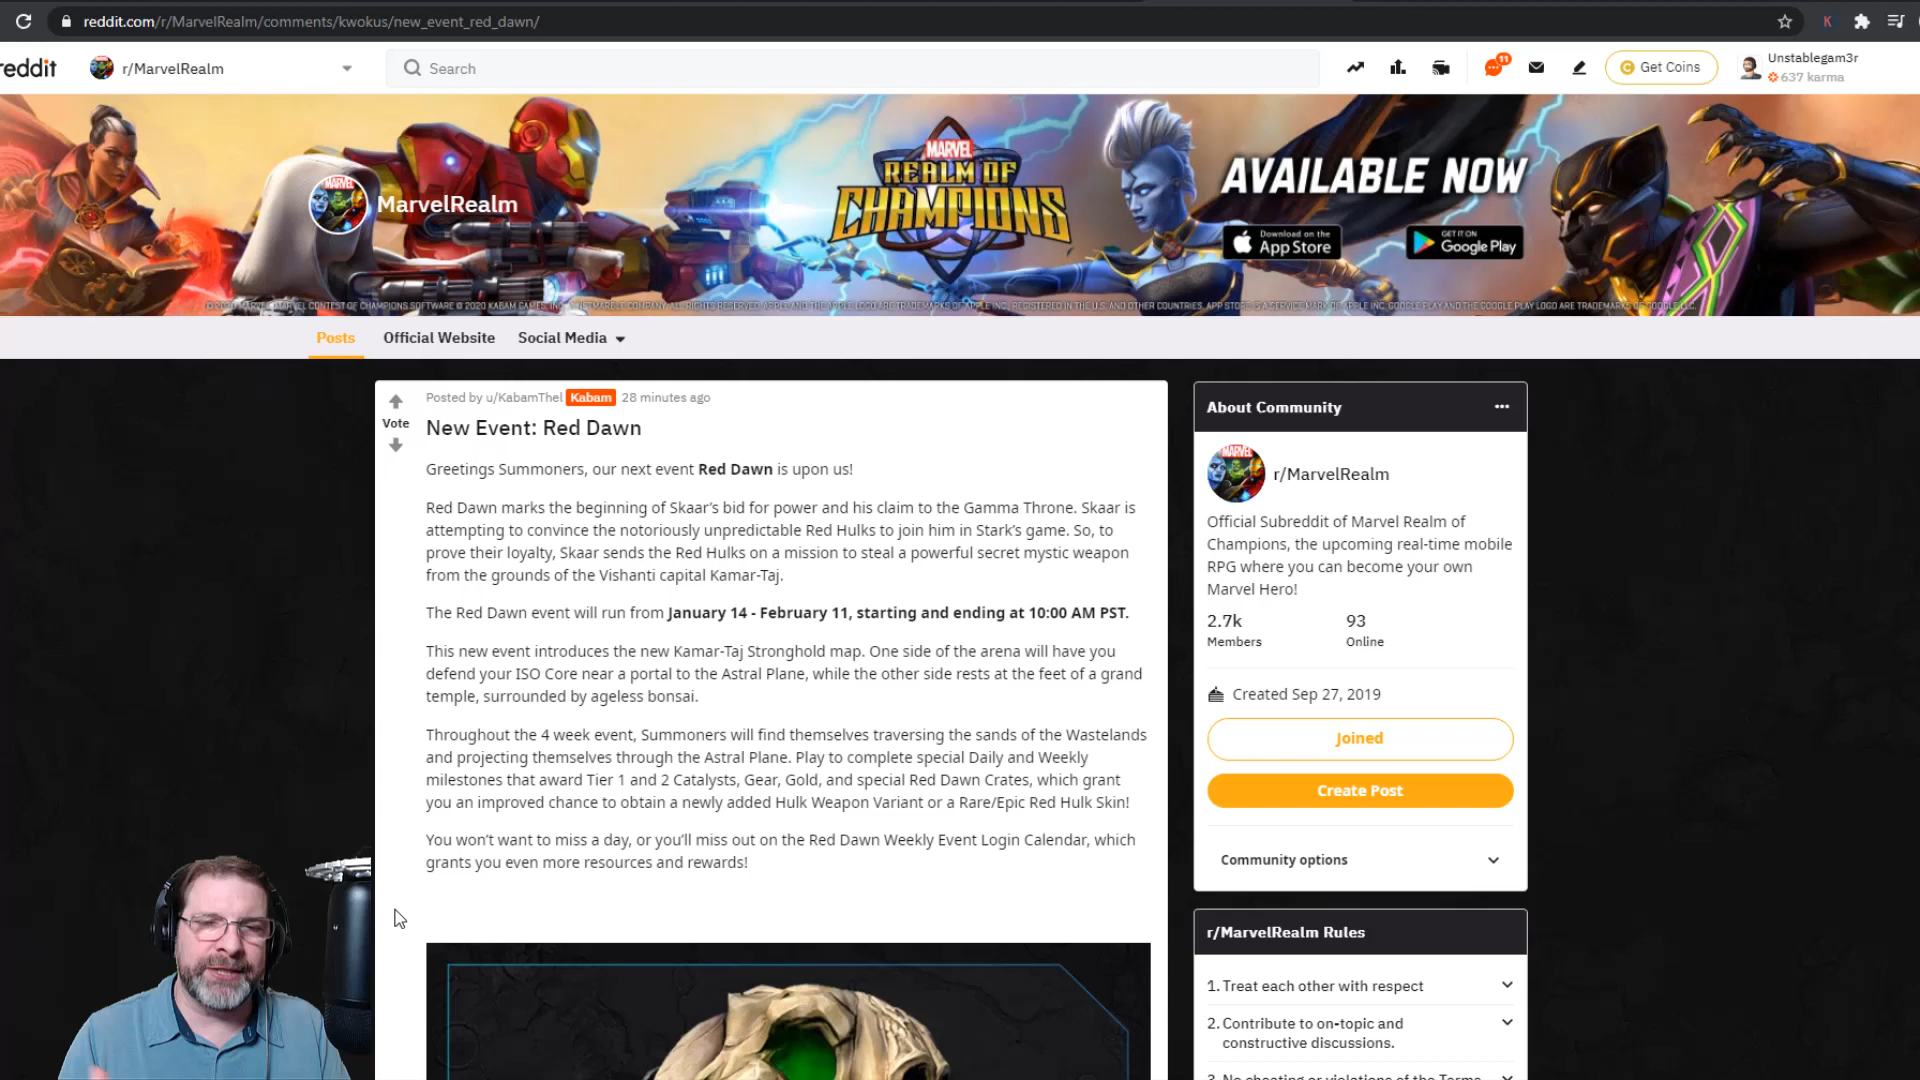 reddit.com/r/MarvelRealm/comments/kwokus/new_event_red_dawn/
K
reddit
r/MarvelRealm
Search
11
Get Coins
Unstablegam3r
637 karma
MARVEL
REALM OF
CHAMPIONS
AVAILABLE NOW
MarvelRealm
Download on the
App Store
GET IT ON
Google Play
Posts
Official Website
Social Media
Posted by u/KabamThel Kabam 28 minutes ago
Vote
New Event: Red Dawn
Greetings Summoners, our next event Red Dawn is upon us!
Red Dawn marks the beginning of Skaar’s bid for power and his claim to the Gamma Throne. Skaar is
attempting to convince the notoriously unpredictable Red Hulks to join him in Stark’s game. So, to
prove their loyalty, Skaar sends the Red Hulks on a mission to steal a powerful secret mystic weapon
from the grounds of the Vishanti capital Kamar-Taj.
The Red Dawn event will run from January 14 - February 11, starting and ending at 10:00 AM PST.
This new event introduces the new Kamar-Taj Stronghold map. One side of the arena will have you
defend your ISO Core near a portal to the Astral Plane, while the other side rests at the feet of a grand
temple, surrounded by ageless bonsai.
Throughout the 4 week event, Summoners will find themselves traversing the sands of the Wastelands
and projecting themselves through the Astral Plane. Play to complete special Daily and Weekly
milestones that award Tier 1 and 2 Catalysts, Gear, Gold, and special Red Dawn Crates, which grant
you an improved chance to obtain a newly added Hulk Weapon Variant or a Rare/Epic Red Hulk Skin!
You won’t want to miss a day, or you’ll miss out on the Red Dawn Weekly Event Login Calendar, which
grants you even more resources and rewards!
About Community
MARVEL
r/MarvelRealm
Official Subreddit of Marvel Realm of
Champions, the upcoming real-time mobile
RPG where you can become your own
Marvel Hero!
2.7k
Members
93
Online
Created Sep 27, 2019
Joined
Create Post
Community options
r/MarvelRealm Rules
1. Treat each other with respect
2. Contribute to on-topic and
constructive discussions.
3. No cheating or violations of the Terms